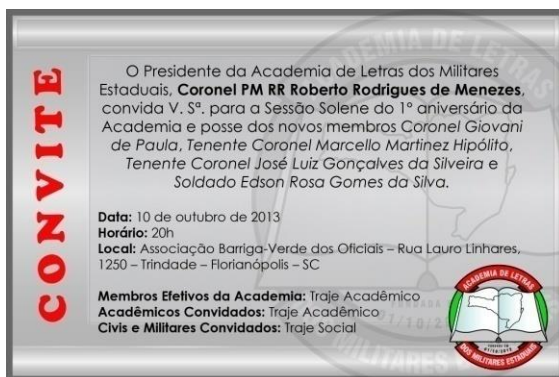 CONVITE
O Presidente da Academia de Letras dos Militares
Estaduais, Coronel PM RR Roberto Rodrigues de Menezes,
convida V. Sª. para a Sessão Solene do 1° aniversário da
Academia e posse dos novos membros Coronel Giovani
de Paula, Tenente Coronel Marcello Martinez Hipólito,
Tenente Coronel José Luiz Gonçalves da Silveira e
Soldado Edson Rosa Gomes da Silva.
Data: 10 de outubro de 2013
Horário: 20h
Local: Associação Barriga-Verde dos Oficiais – Rua Lauro Linhares,
1250 – Trindade – Florianópolis – SC
Membros Efetivos da Academia: Traje Acadêmico
Acadêmicos Convidados: Traje Acadêmico
Civis e Militares Convidados: Traje Social
ACADEMIA DE LETRAS
DOS MILITARES ESTADUAIS